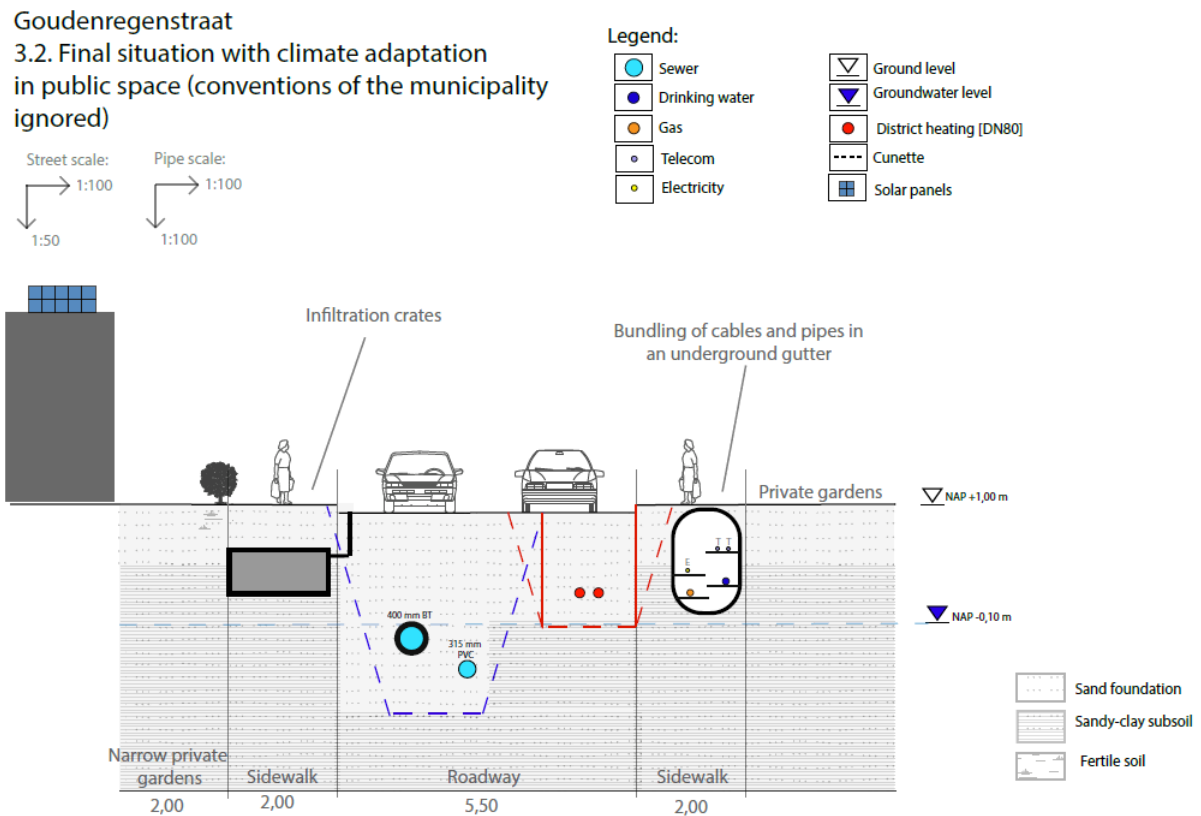 Goudenregenstraat
3.2. Final situation with climate adaptation
in public space (conventions of the municipality
ignored)
Street scale:
1:100
1:50
Pipe scale:
1:100
1:100
Legend:
Sewer
Drinking water
Gas
Telecom
Electricity
Ground level
Groundwater level
District heating [DN80]
Cunette
Solar panels
Infiltration crates
Bundling of cables and pipes in
an underground gutter
Private gardens
NAP +1,00 m
T T
E
400 mm BT
315 mm
PVC
NAP -0,10 m
Sand foundation
Sandy-clay subsoil
Fertile soil
Narrow private
gardens
Sidewalk
Roadway
Sidewalk
2,00
2,00
5,50
2,00